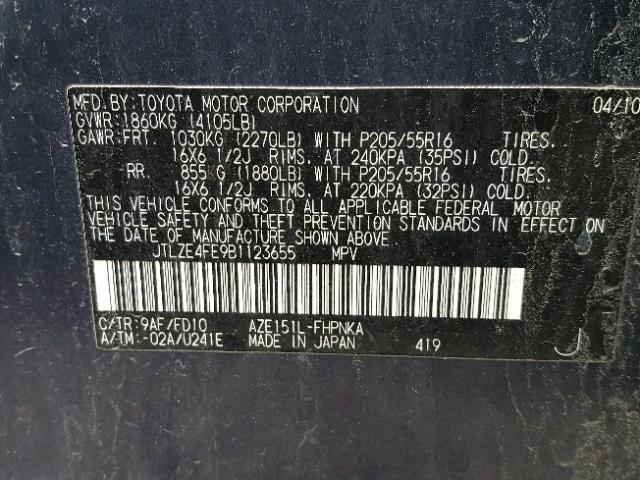 MFD.BY:TOYOTA MOTOR CORPORATION 04/10
GVWR:1860KG (4105LB)
GAWR:FRT. 1030KG (2270LB) WITH P205/55R16 TIRES.
16X6 1/2J RIMS. AT 240KPA (35PSI) COLD.
RR. 855KG (1880LB) WITH P205/55R16 TIRES.
16X6 1/2J RIMS. AT 220KPA (32PSI) COLD.
THIS VEHICLE CONFORMS TO ALL APPLICABLE FEDERAL MOTOR
VEHICLE SAFETY AND THEFT PREVENTION STANDARDS IN EFFECT
ON THE DATE OF MANUFACTURE SHOWN ABOVE.
JTLZE4FE9B1123655 MPV
C/TR:9AF/FD10 AZE151L-FHPNKA
A/TM:-02A/U241E MADE IN JAPAN 419 J